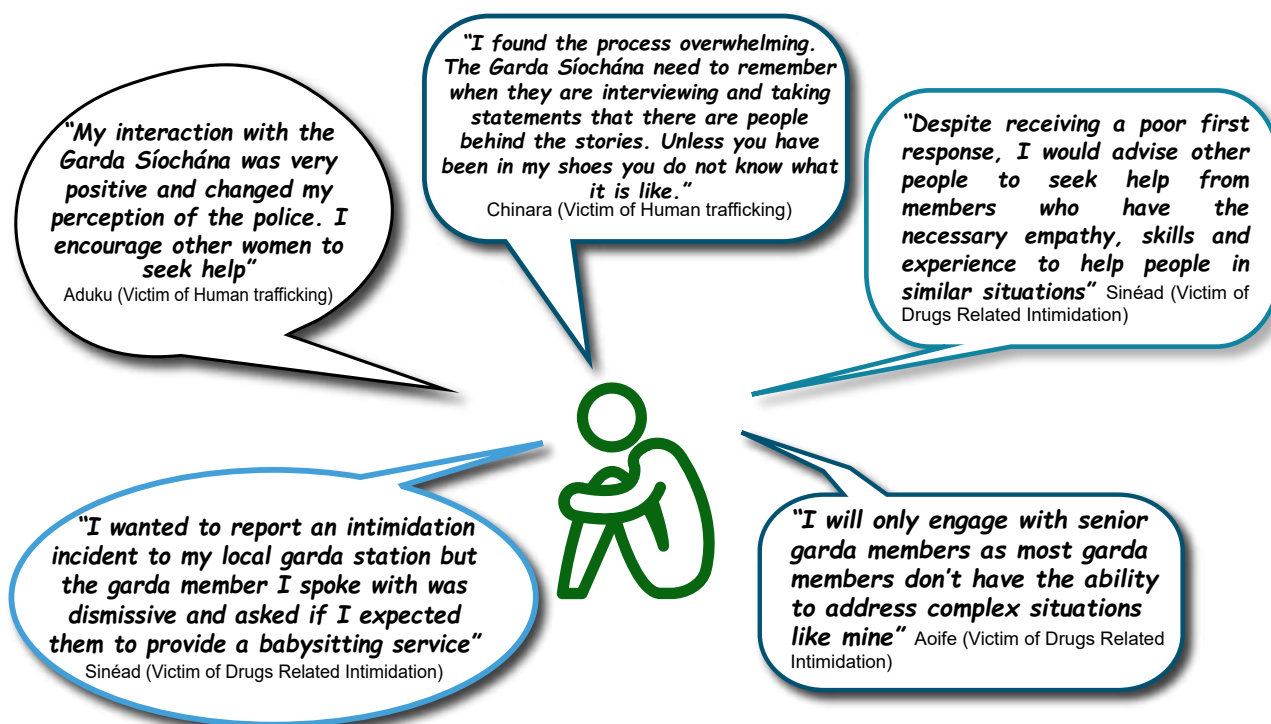 “My interaction with the
Garda Síochána was very
positive and changed my
perception of the police. I
encourage other women to
seek help”
Aduku (Victim of Human trafficking)
“I found the process overwhelming.
The Garda Síochána need to remember
when they are interviewing and taking
statements that there are people
behind the stories. Unless you have
been in my shoes you do not know what
it is like.”
Chinara (Victim of Human trafficking)
“Despite receiving a poor first
response, I would advise other
people to seek help from
members who have the
necessary empathy, skills and
experience to help people in
similar situations” Sinéad (Victim of
Drugs Related Intimidation)
“I wanted to report an intimidation
incident to my local garda station but
the garda member I spoke with was
dismissive and asked if I expected
them to provide a babysitting service”
Sinéad (Victim of Drugs Related Intimidation)
“I will only engage with senior
garda members as most garda
members don’t have the ability
to address complex situations
like mine” Aoife (Victim of Drugs Related
Intimidation)